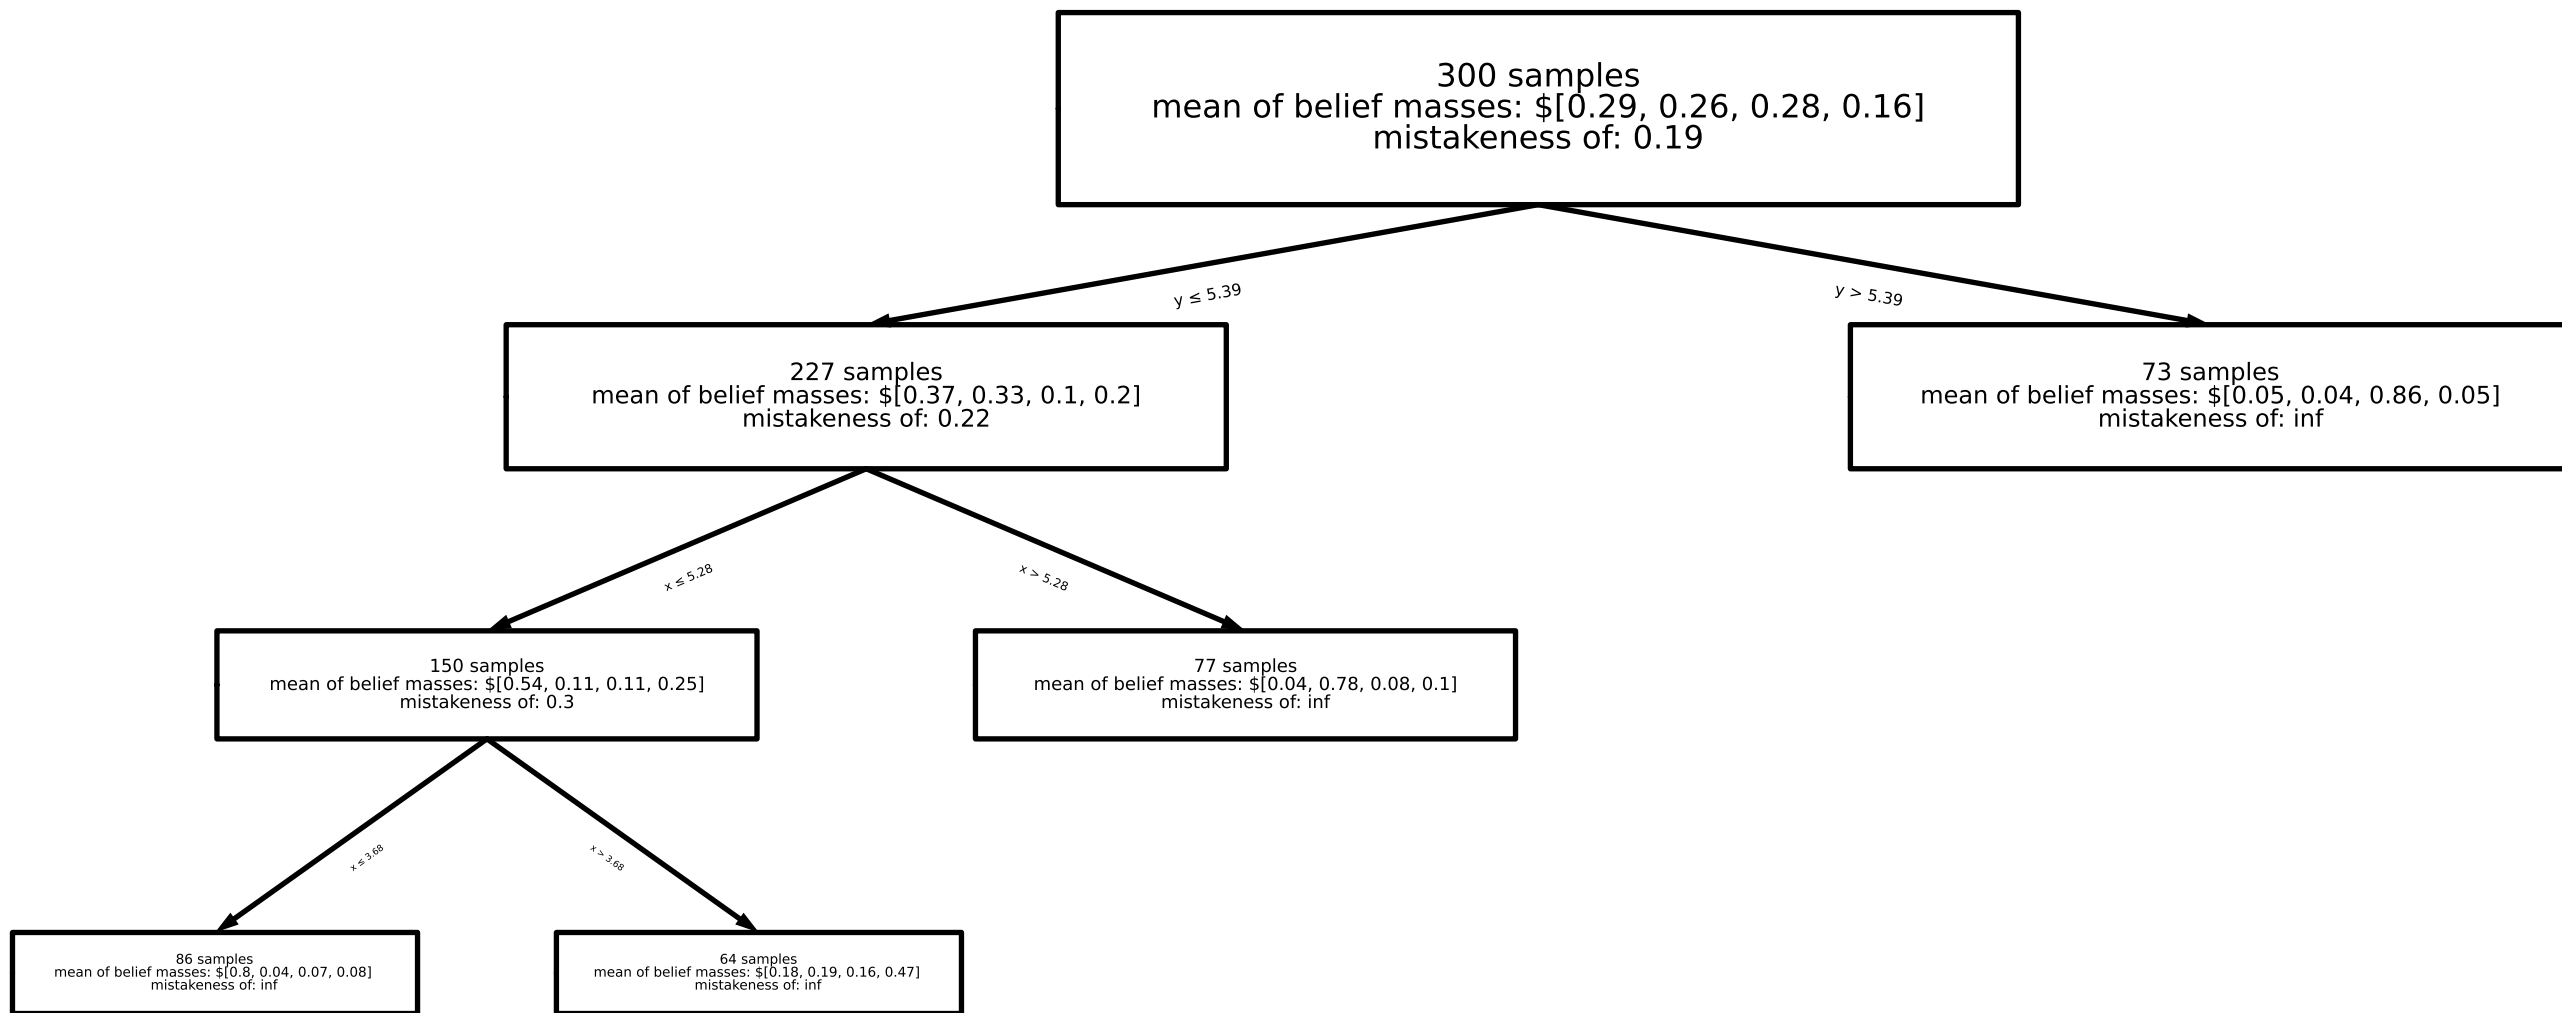 300 samples
mean of belief masses: $[0.29, 0.26, 0.28, 0.16]
mistakeness of: 0.19
y ≤ 5.39
y > 5.39
227 samples
mean of belief masses: $[0.37, 0.33, 0.1, 0.2]
mistakeness of: 0.22
73 samples
mean of belief masses: $[0.05, 0.04, 0.86, 0.05]
mistakeness of: inf
x ≤ 5.28
x > 5.28
150 samples
mean of belief masses: $[0.54, 0.11, 0.11, 0.25]
mistakeness of: 0.3
77 samples
mean of belief masses: $[0.04, 0.78, 0.08, 0.1]
mistakeness of: inf
x ≤ 3.68
x > 3.68
86 samples
mean of belief masses: $[0.8, 0.04, 0.07, 0.08]
mistakeness of: inf
64 samples
mean of belief masses: $[0.18, 0.19, 0.16, 0.47]
mistakeness of: inf